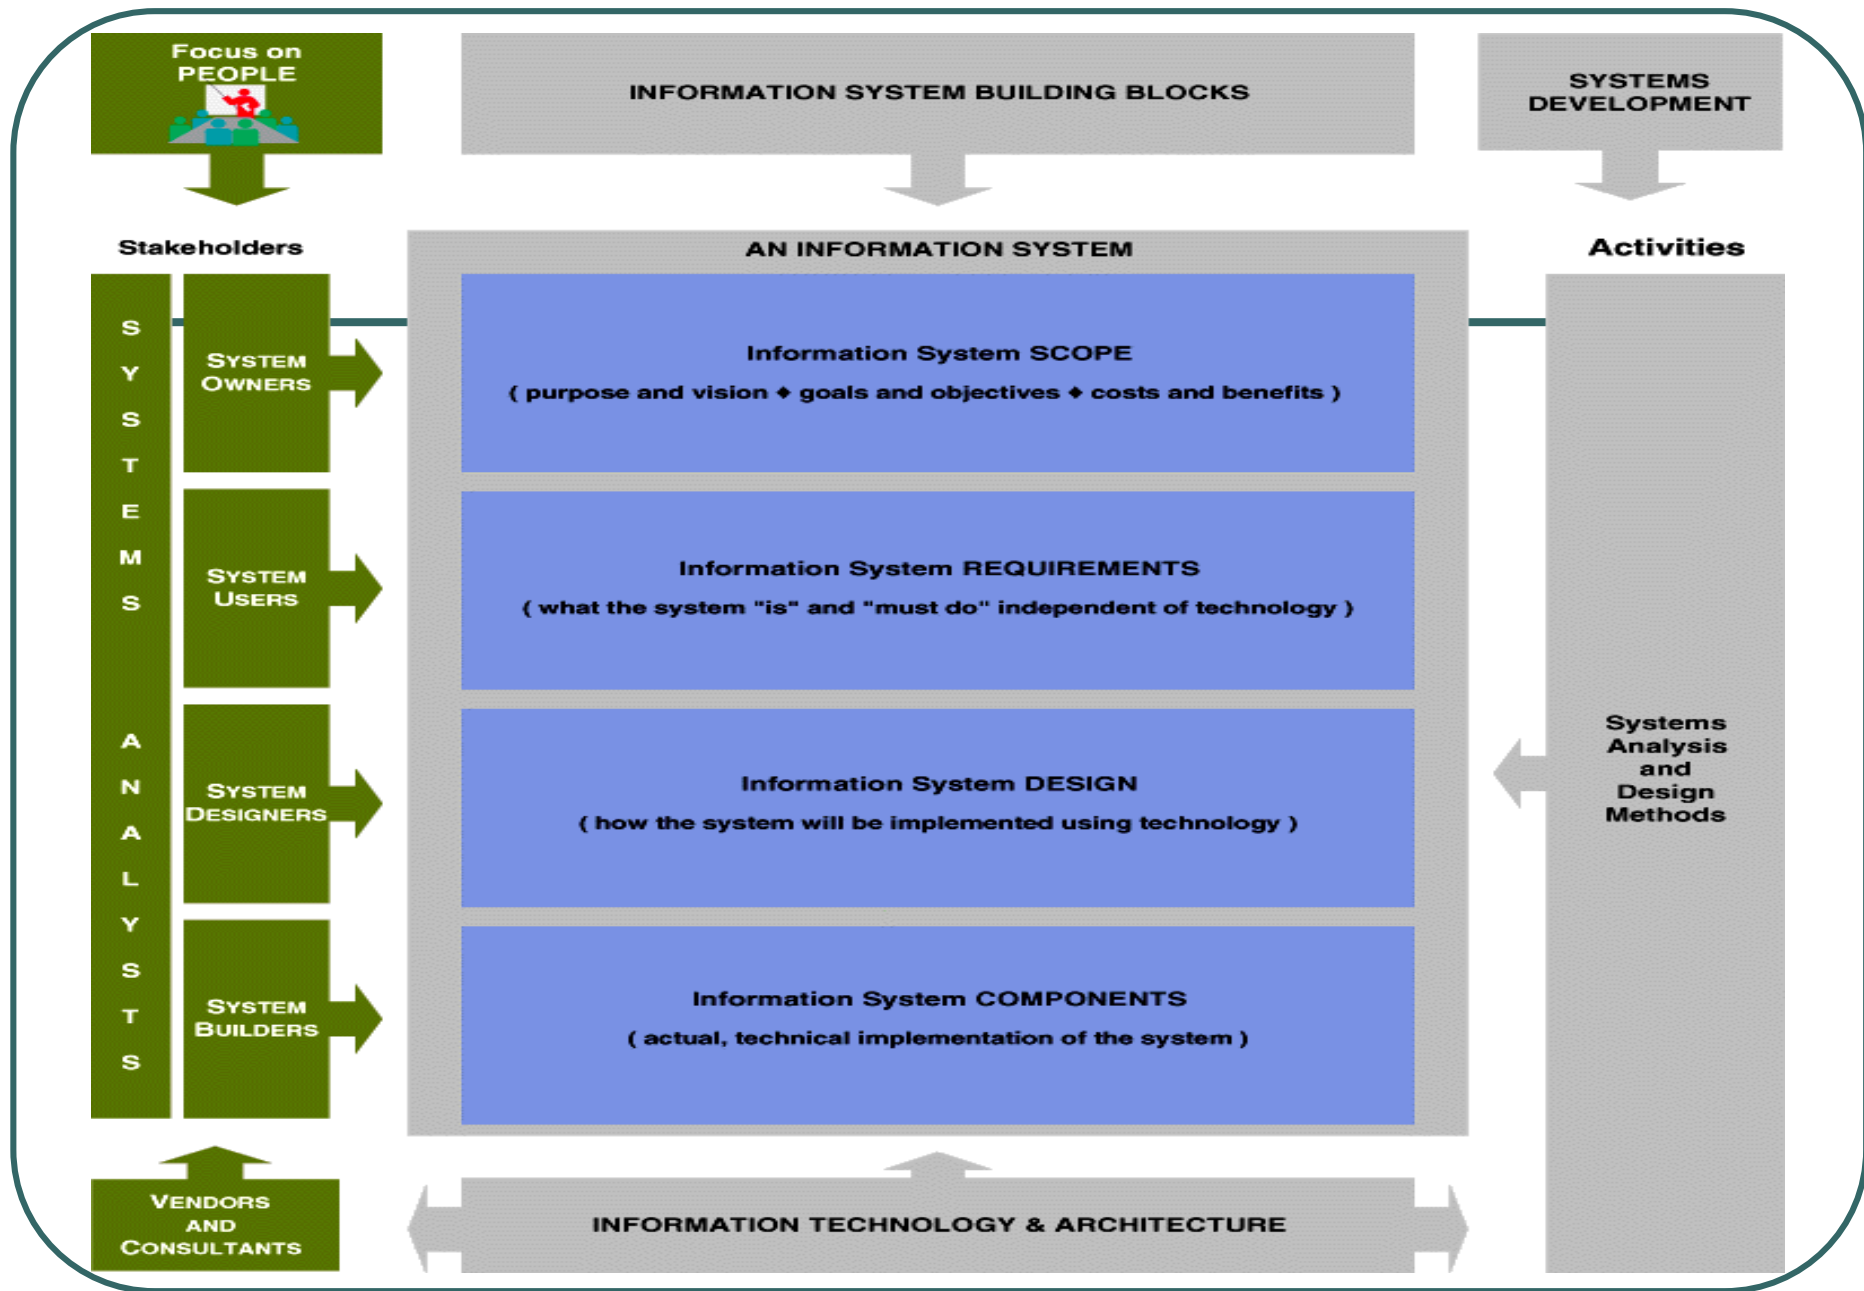 Focus on
PEOPLE
INFORMATION SYSTEM BUILDING BLOCKS
SYSTEMS
DEVELOPMENT
Stakeholders
AN INFORMATION SYSTEM
Activities
SYSTEMS ANALYSTS
SYSTEM
OWNERS
Information System SCOPE
( purpose and vision ♦ goals and objectives ♦ costs and benefits )
SYSTEM
USERS
Information System REQUIREMENTS
( what the system "is" and "must do" independent of technology )
SYSTEM
DESIGNERS
Information System DESIGN
( how the system will be implemented using technology )
SYSTEM
BUILDERS
Information System COMPONENTS
( actual, technical implementation of the system )
Systems
Analysis
and
Design
Methods
VENDORS
AND
CONSULTANTS
INFORMATION TECHNOLOGY & ARCHITECTURE